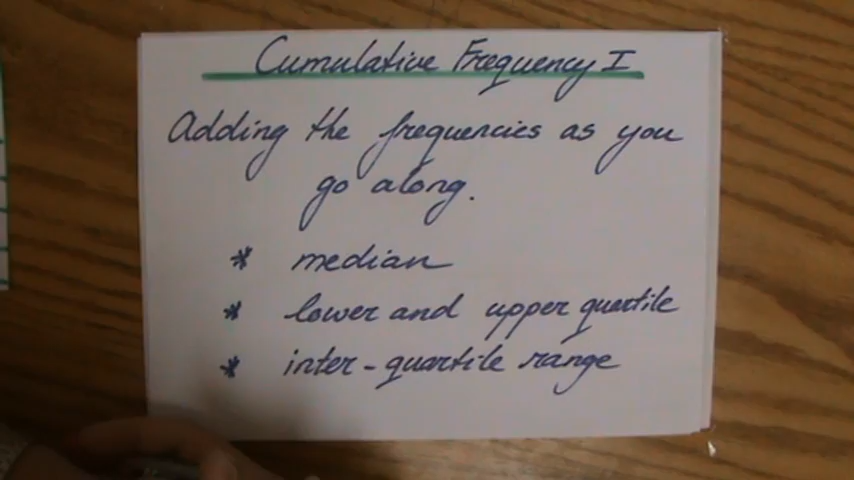 Cumulative Frequency I
Adding the frequencies as you
go along.
* median
* lower and upper quartile
* inter-quartile range